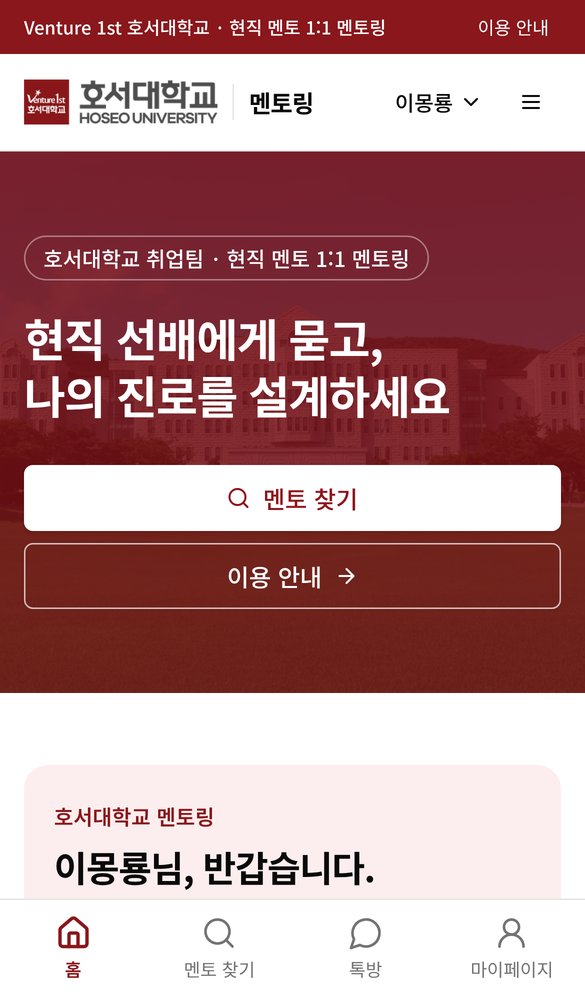 Venture 1st 호서대학교 · 현직 멘토 1:1 멘토링
이용 안내
Venture 1st
호서대학교
호서대학교
HOSEO UNIVERSITY
멘토링
이몽룡
호서대학교 취업팀 · 현직 멘토 1:1 멘토링
현직 선배에게 묻고,
나의 진로를 설계하세요
멘토 찾기
이용 안내
호서대학교 멘토링
이몽룡님, 반갑습니다.
홈
멘토 찾기
톡방
마이페이지